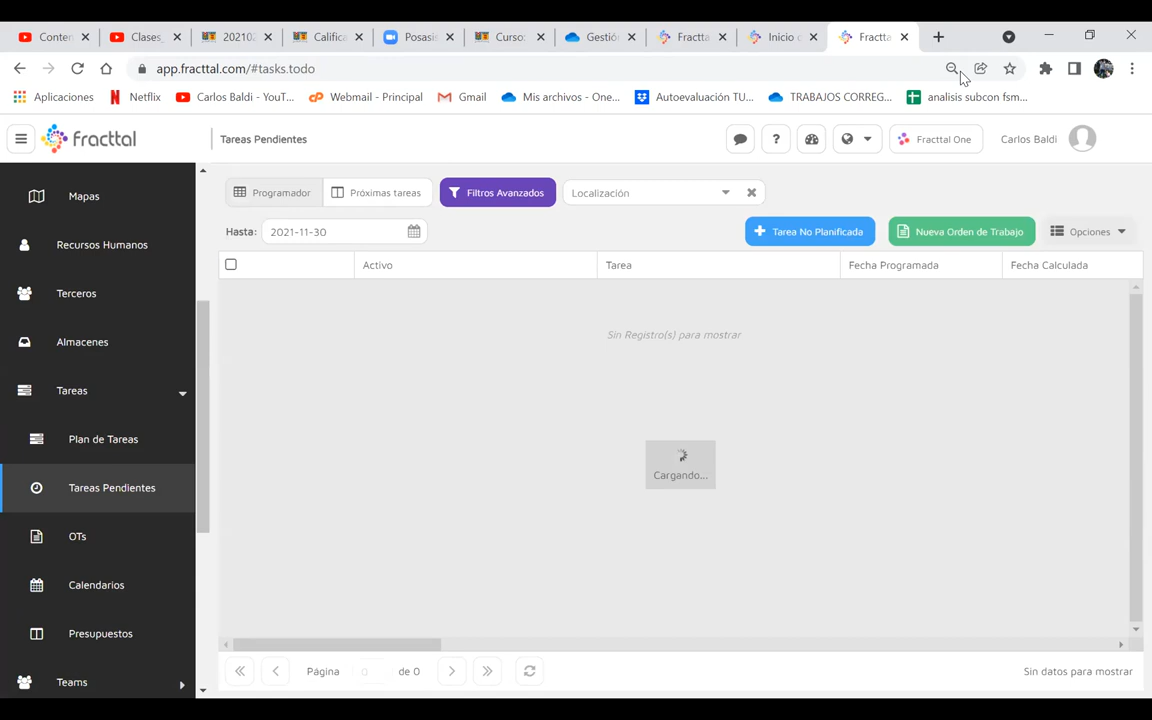 Conten
Clases_
202102
Califica
Posasi
Curso:
Gestió
Fractta
Inicio c
Fractta
app.fracttal.com/#tasks.todo
Aplicaciones
Netflix
Carlos Baldi - YouT...
Webmail - Principal
Gmail
Mis archivos - One...
Autoevaluación TU...
TRABAJOS CORREG...
analisis subcon fsm...
fracttal
Tareas Pendientes
?
Fracttal One
Carlos Baldi
Mapas
Recursos Humanos
Terceros
Almacenes
Tareas
Plan de Tareas
Tareas Pendientes
OTs
Calendarios
Presupuestos
Teams
Programador
Próximas tareas
Filtros Avanzados
Localización
Hasta:
2021-11-30
Tarea No Planificada
Nueva Orden de Trabajo
Opciones
Activo
Tarea
Fecha Programada
Fecha Calculada
Sin Registro(s) para mostrar
Cargando...
Página
0
de 0
Sin datos para mostrar